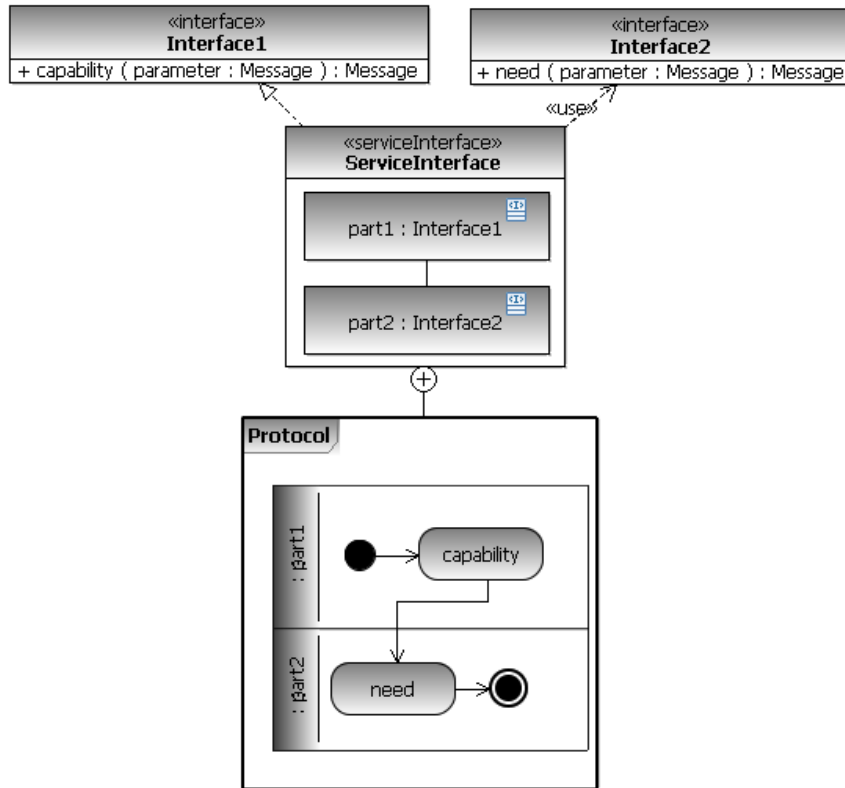 «interface»
Interface1
+ capability ( parameter : Message ) : Message
«interface»
Interface2
+ need ( parameter : Message ) : Message
«use»
«serviceInterface»
ServiceInterface
part1 : Interface1
part2 : Interface2
Protocol
: part1
capability
: part2
need